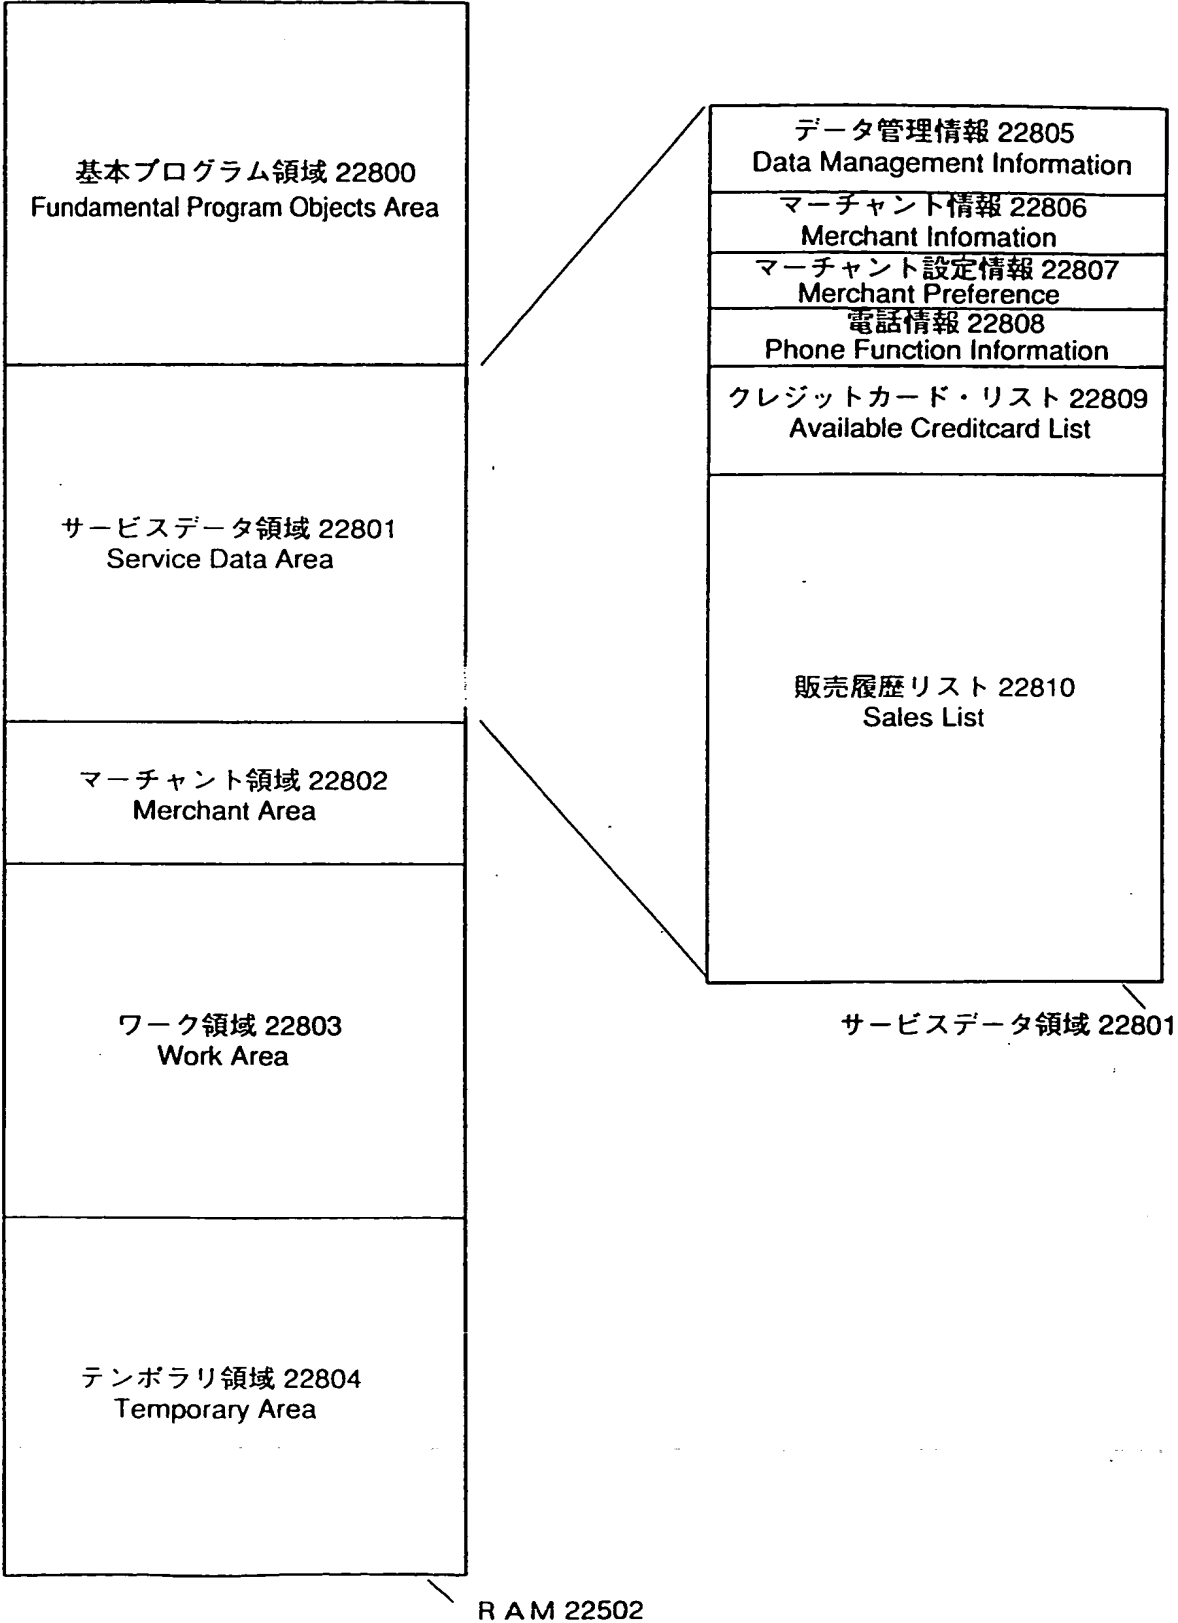 基本プログラム領域 22800
Fundamental Program Objects Area
サービスデータ領域 22801
Service Data Area
マーチャント領域 22802
Merchant Area
ワーク領域 22803
Work Area
テンポラリ領域 22804
Temporary Area
RAM 22502
データ管理情報 22805
Data Management Information
マーチャント情報 22806
Merchant Infomation
マーチャント設定情報 22807
Merchant Preference
電話情報 22808
Phone Function Information
クレジットカード・リスト 22809
Available Creditcard List
販売履歴リスト 22810
Sales List
サービスデータ領域 22801